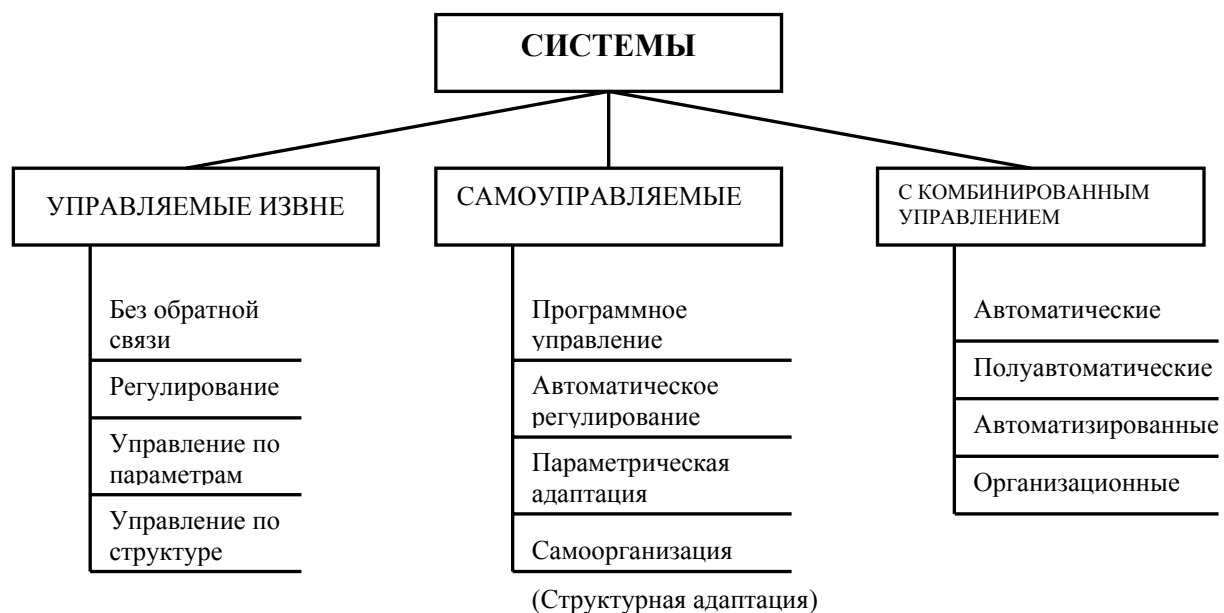 СИСТЕМЫ
УПРАВЛЯЕМЫЕ ИЗВНЕ
Без обратной
связи
Регулирование
Управление по
параметрам
Управление по
структуре
САМОУПРАВЛЯЕМЫЕ
Программное
управление
Автоматическое
регулирование
Параметрическая
адаптация
Самоорганизация
(Структурная адаптация)
С КОМБИНИРОВАННЫМ
УПРАВЛЕНИЕМ
Автоматические
Полуавтоматические
Автоматизированные
Организационные